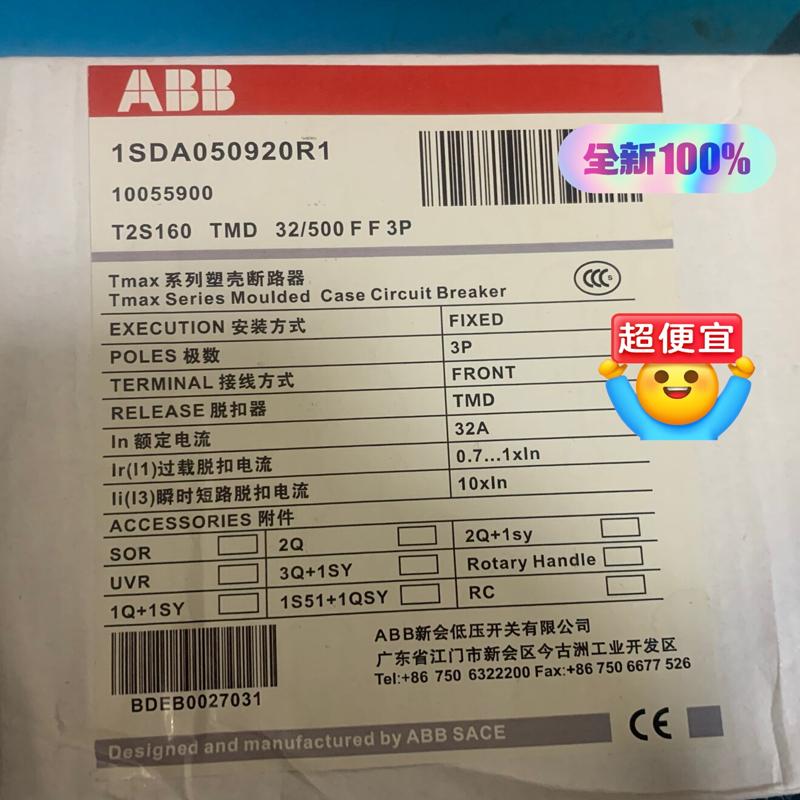 ABB
1SDA050920R1
全新100%
10055900
T2S160 TMD 32/500 F F 3P
Tmax 系列塑壳断路器
CCC S
Tmax Series Moulded Case Circuit Breaker
EXECUTION 安装方式 FIXED
超便宜
POLES 极数 3P
TERMINAL 接线方式 FRONT
RELEASE 脱扣器 TMD
In 额定电流 32A
Ir(I1)过载脱扣电流 0.7...1xIn
Ii(I3)瞬时短路脱扣电流 10xIn
ACCESSORIES 附件
SOR 2Q 2Q+1sy
UVR 3Q+1SY Rotary Handle
1Q+1SY 1S51+1QSY RC
ABB新会低压开关有限公司
广东省江门市新会区今古洲工业开发区
Tel:+86 750 6322200 Fax:+86 750 6677 526
BDEB0027031
CE
Designed and manufactured by ABB SACE